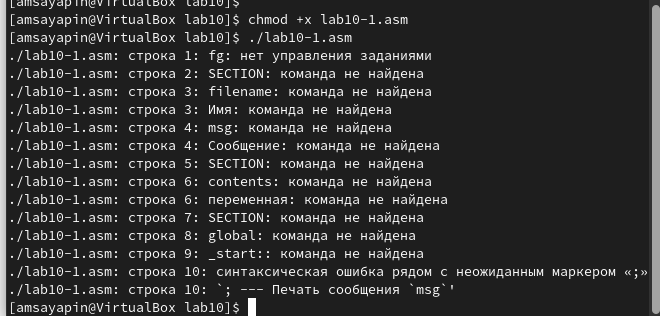 [amsayapin@VirtualBox lab10]$
[amsayapin@VirtualBox lab10]$ chmod +x lab10-1.asm
[amsayapin@VirtualBox lab10]$ ./lab10-1.asm
./lab10-1.asm: строка 1: fg: нет управления заданиями
./lab10-1.asm: строка 2: SECTION: команда не найдена
./lab10-1.asm: строка 3: filename: команда не найдена
./lab10-1.asm: строка 3: Имя: команда не найдена
./lab10-1.asm: строка 4: msg: команда не найдена
./lab10-1.asm: строка 4: Сообщение: команда не найдена
./lab10-1.asm: строка 5: SECTION: команда не найдена
./lab10-1.asm: строка 6: contents: команда не найдена
./lab10-1.asm: строка 6: переменная: команда не найдена
./lab10-1.asm: строка 7: SECTION: команда не найдена
./lab10-1.asm: строка 8: global: команда не найдена
./lab10-1.asm: строка 9: _start:: команда не найдена
./lab10-1.asm: строка 10: синтаксическая ошибка рядом с неожиданным маркером «;»
./lab10-1.asm: строка 10: `; --- Печать сообщения `msg`'
[amsayapin@VirtualBox lab10]$